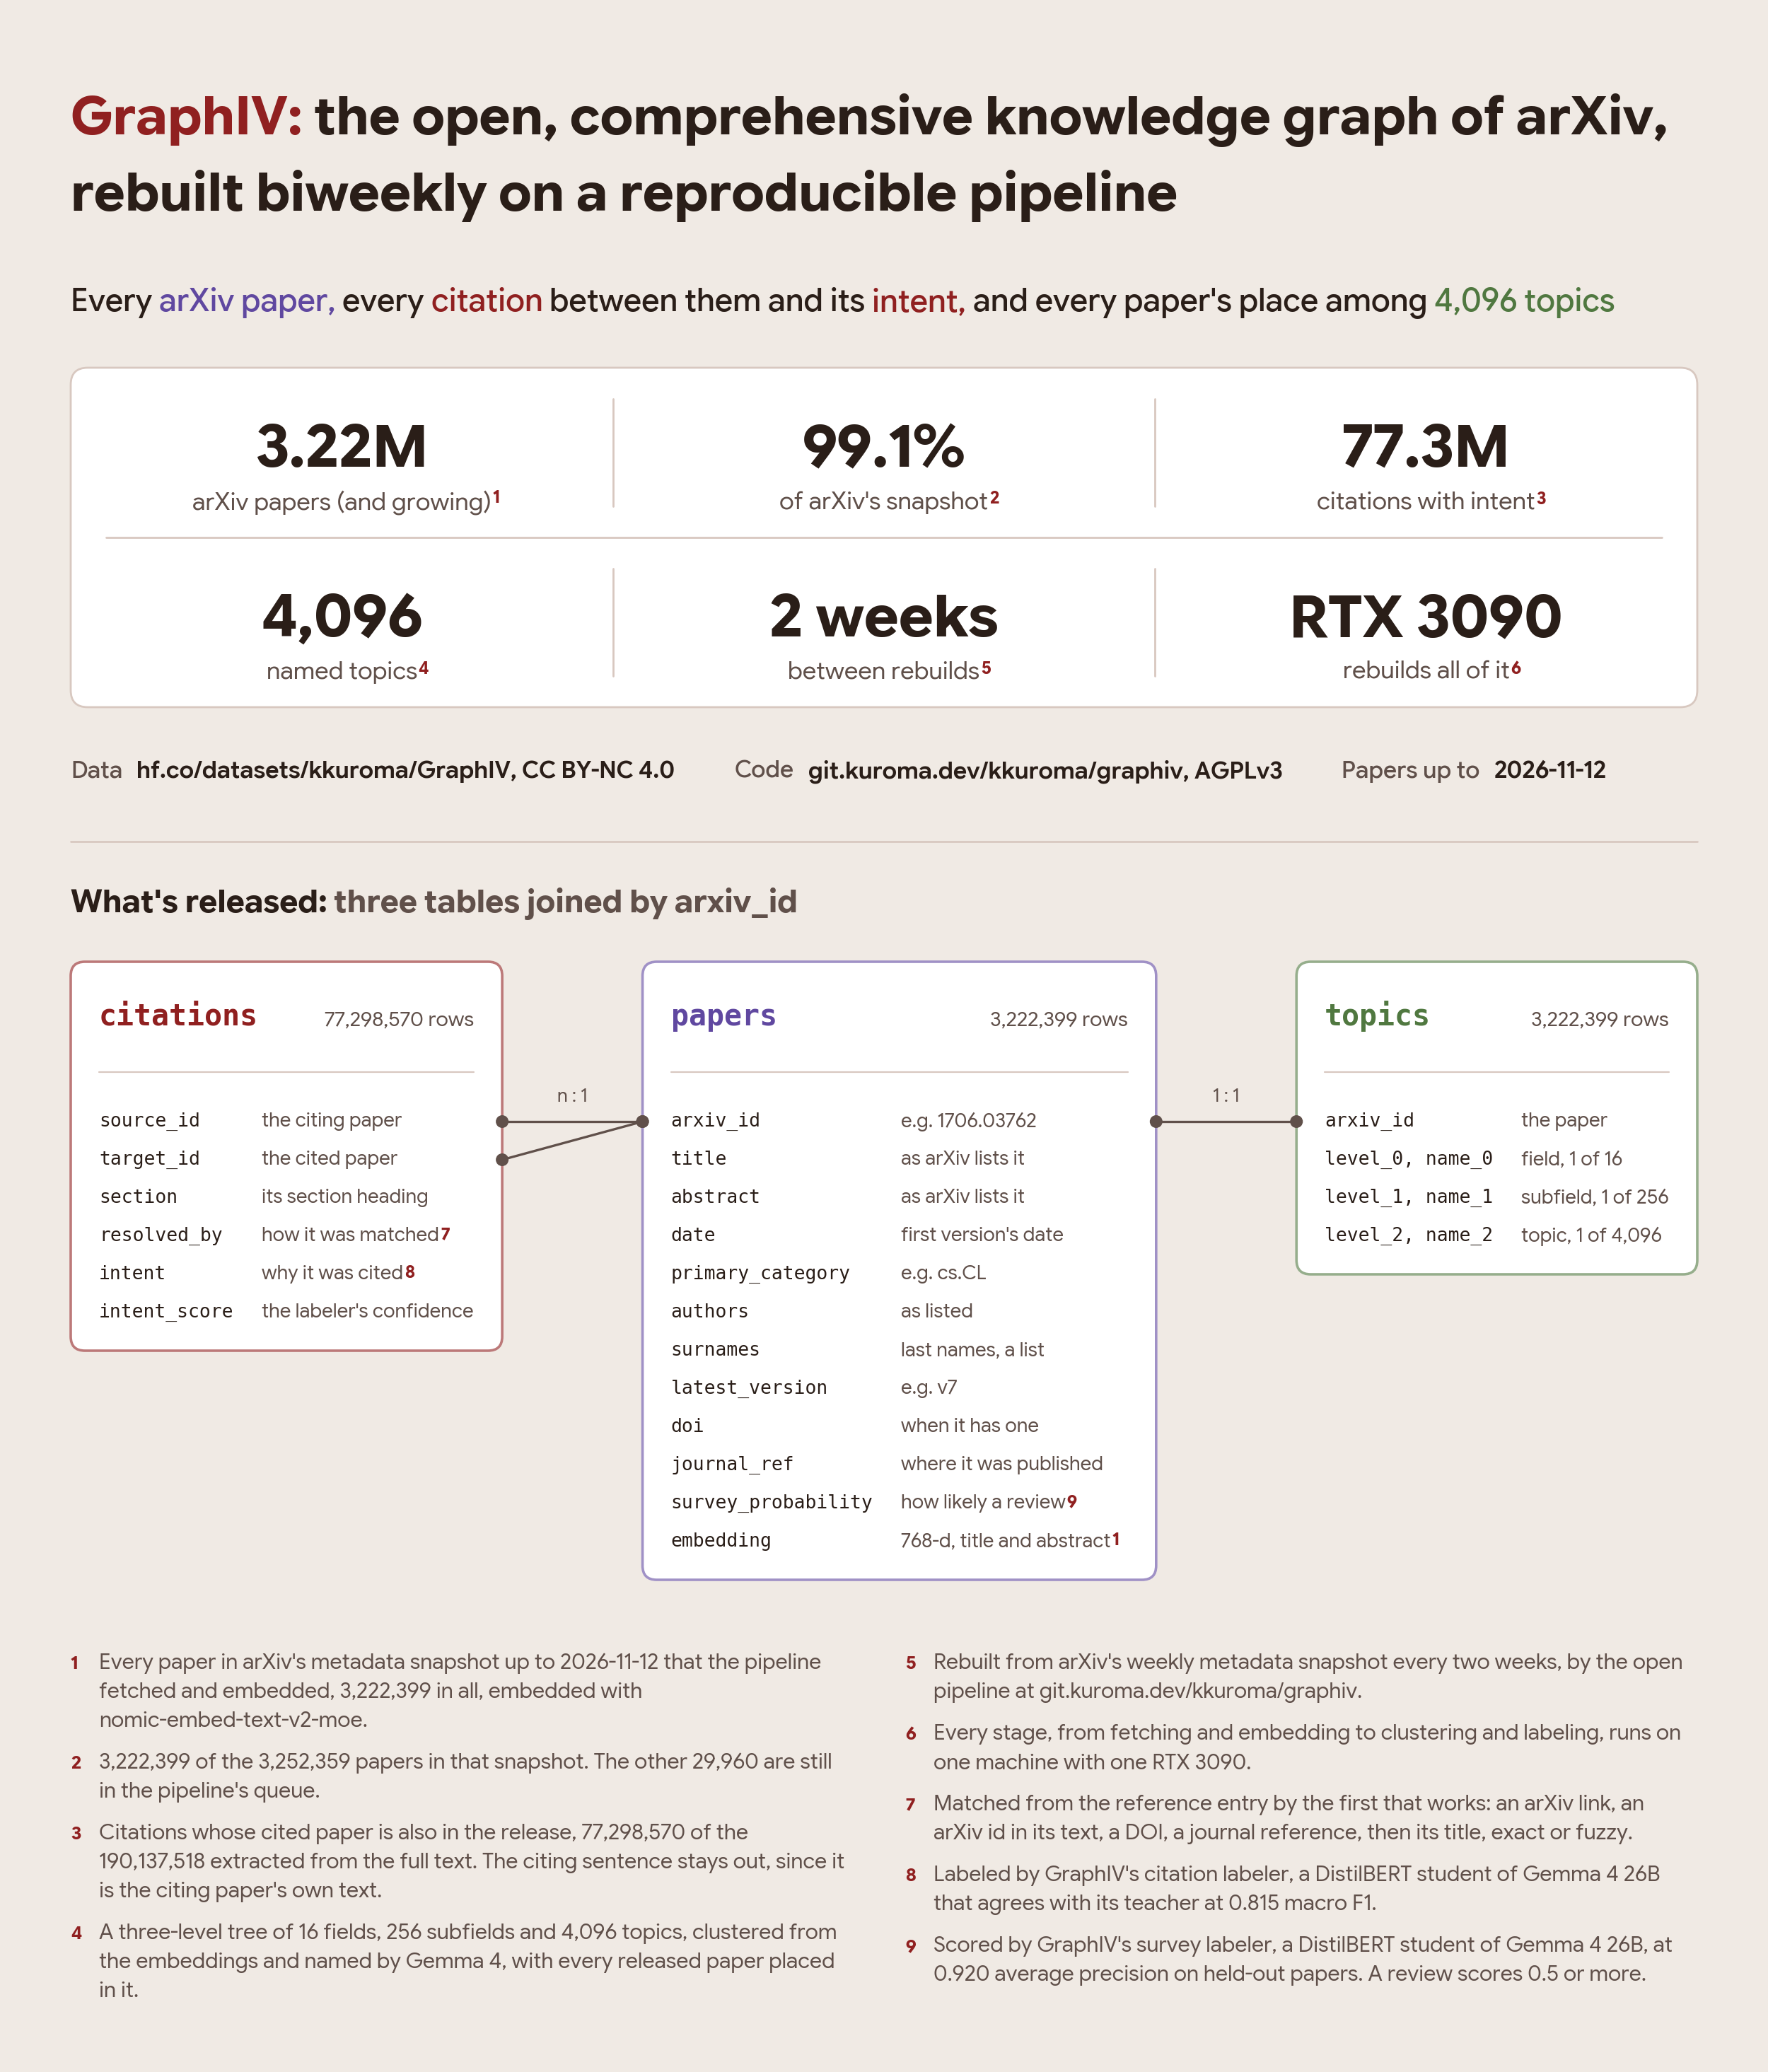 GraphIV: the open, comprehensive knowledge graph of arXiv,
rebuilt biweekly on a reproducible pipeline
Every arXiv paper, every citation between them and its intent, and every paper's place among 4,096 topics
3.22M
arXiv papers (and growing)1
99.1%
of arXiv's snapshot2
77.3M
citations with intent3
4,096
named topics4
2 weeks
between rebuilds5
RTX 3090
rebuilds all of it6
Data hf.co/datasets/kkuroma/GraphIV, CC BY-NC 4.0 Code git.kuroma.dev/kkuroma/graphiv, AGPLv3 Papers up to 2026-11-12
What's released: three tables joined by arxiv_id
citations 77,298,570 rows
source_id the citing paper
target_id the cited paper
section its section heading
resolved_by how it was matched7
intent why it was cited8
intent_score the labeler's confidence
n:1
papers 3,222,399 rows
arxiv_id e.g. 1706.03762
title as arXiv lists it
abstract as arXiv lists it
date first version's date
primary_category e.g. cs.CL
authors as listed
surnames last names, a list
latest_version e.g. v7
doi when it has one
journal_ref where it was published
survey_probability how likely a review9
embedding 768-d, title and abstract1
1:1
topics 3,222,399 rows
arxiv_id the paper
level_0, name_0 field, 1 of 16
level_1, name_1 subfield, 1 of 256
level_2, name_2 topic, 1 of 4,096
1 Every paper in arXiv's metadata snapshot up to 2026-11-12 that the pipeline
fetched and embedded, 3,222,399 in all, embedded with
nomic-embed-text-v2-moe.
2 3,222,399 of the 3,252,359 papers in that snapshot. The other 29,960 are still
in the pipeline's queue.
3 Citations whose cited paper is also in the release, 77,298,570 of the
190,137,518 extracted from the full text. The citing sentence stays out, since it
is the citing paper's own text.
4 A three-level tree of 16 fields, 256 subfields and 4,096 topics, clustered from
the embeddings and named by Gemma 4, with every released paper placed
in it.
5 Rebuilt from arXiv's weekly metadata snapshot every two weeks, by the open
pipeline at git.kuroma.dev/kkuroma/graphiv.
6 Every stage, from fetching and embedding to clustering and labeling, runs on
one machine with one RTX 3090.
7 Matched from the reference entry by the first that works: an arXiv link, an
arXiv id in its text, a DOI, a journal reference, then its title, exact or fuzzy.
8 Labeled by GraphIV's citation labeler, a DistilBERT student of Gemma 4 26B
that agrees with its teacher at 0.815 macro F1.
9 Scored by GraphIV's survey labeler, a DistilBERT student of Gemma 4 26B, at
0.920 average precision on held-out papers. A review scores 0.5 or more.